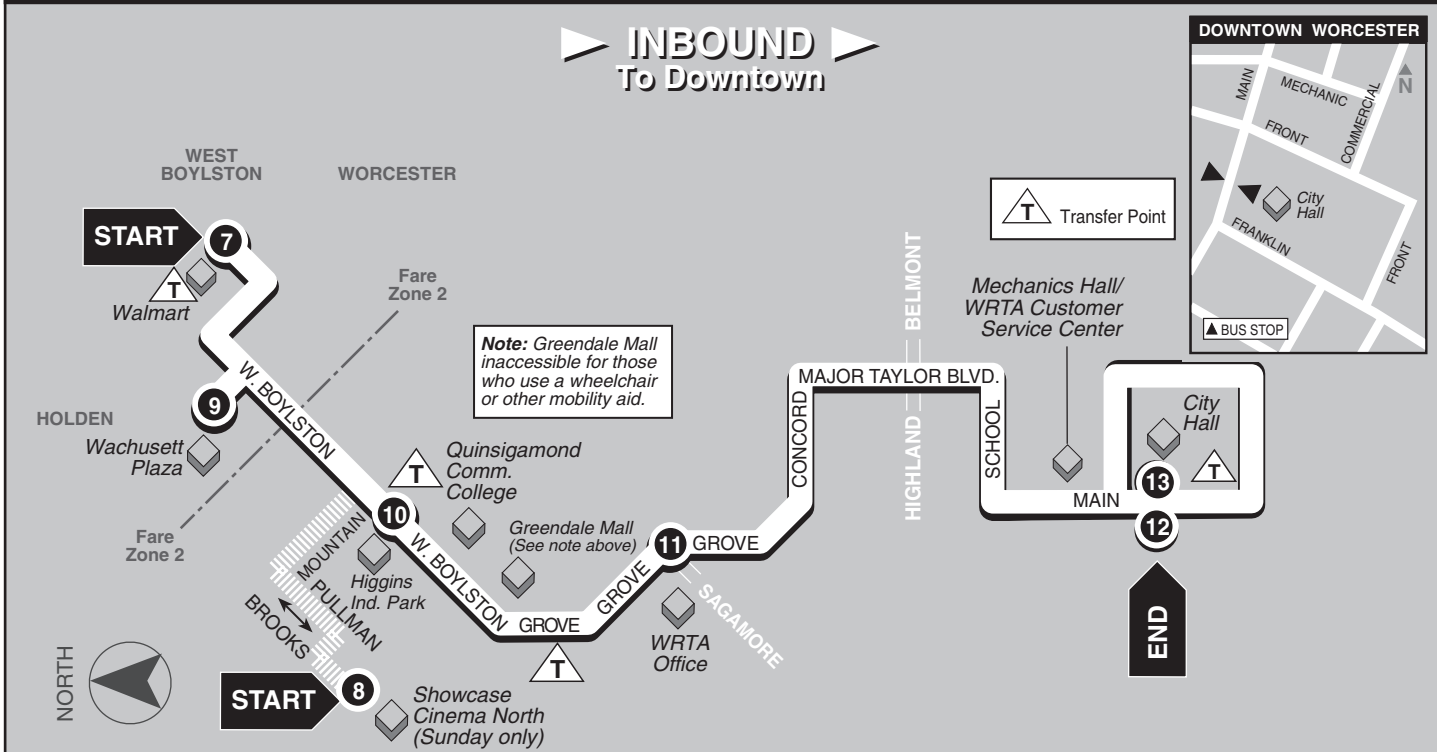 INBOUND
To Downtown
DOWNTOWN WORCESTER
MAIN
MECHANIC
COMMERCIAL
N
FRONT
City
Hall
FRANKLIN
FRONT
▲ BUS STOP
WEST
BOYLSTON
WORCESTER
T Transfer Point
START
7
T
Walmart
Fare
Zone 2
Note: Greendale Mall
inaccessible for those
who use a wheelchair
or other mobility aid.
BELMONT
HIGHLAND
Mechanics Hall/
WRTA Customer
Service Center
MAJOR TAYLOR BLVD.
CONCORD
SCHOOL
W. BOYLSTON
9
HOLDEN
Wachusett
Plaza
Fare
Zone 2
T
Quinsigamond
Comm.
College
10
MOUNTAIN
Higgins
Ind. Park
W. BOYLSTON
Greendale Mall
(See note above)
11
GROVE
GROVE
GROVE
T
SAGAMORE
WRTA
Office
City
Hall
T
13
MAIN
12
END
PULLMAN
BROOKS
START
8
Showcase
Cinema North
(Sunday only)
NORTH